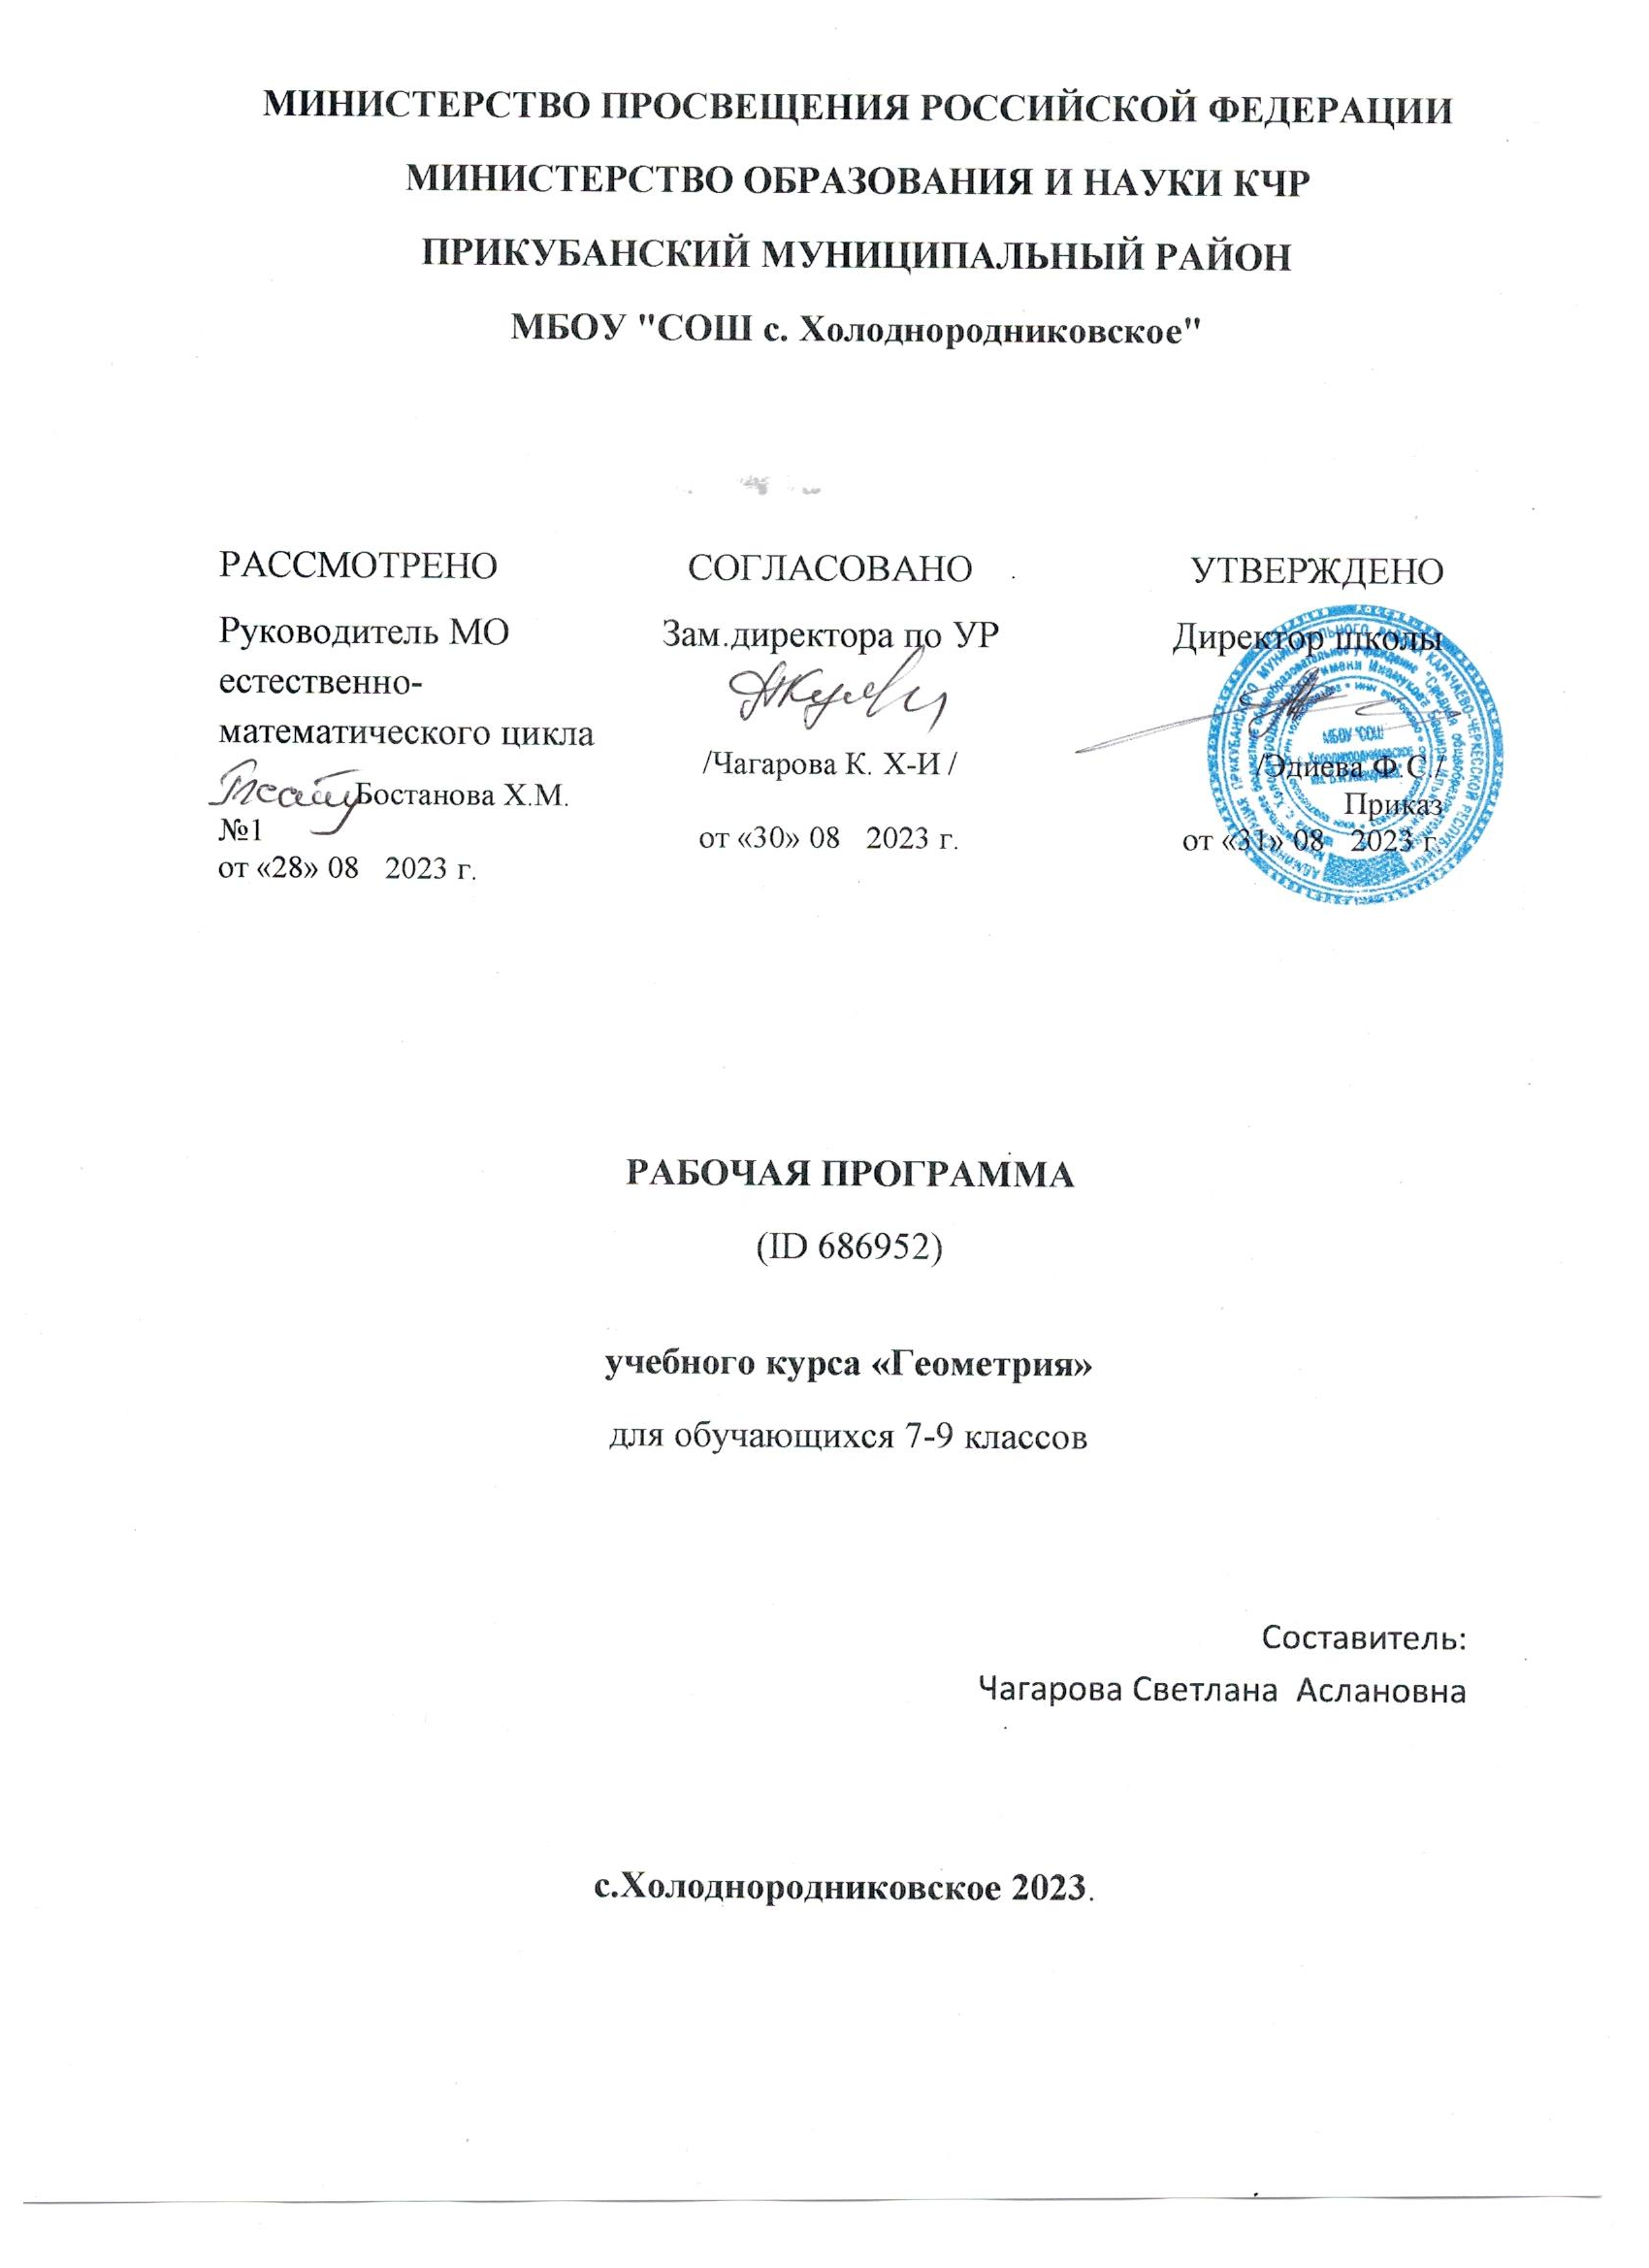 МИНИСТЕРСТВО ПРОСВЕЩЕНИЯ РОССИЙСКОЙ ФЕДЕРАЦИИ
МИНИСТЕРСТВО ОБРАЗОВАНИЯ И НАУКИ КЧР
ПРИКУБАНСКИЙ МУНИЦИПАЛЬНЫЙ РАЙОН
МБОУ "СОШ с. Холоднородниковское"
РАССМОТРЕНО
Руководитель МО
естественно-
математического цикла
Бостанова Х.М.
№1
от «28» 08 2023 г.
СОГЛАСОВАНО
Зам.директора по УР
/Чагарова К. Х-И /
от «30» 08 2023 г.
УТВЕРЖДЕНО
Директор школы
/Эдиева Ф.С./
Приказ
от «31» 08 2023 г.
МБОУ "СОШ
РАБОЧАЯ ПРОГРАММА
(ID 686952)
учебного курса «Геометрия»
для обучающихся 7-9 классов
Составитель:
Чагарова Светлана Аслановна
с.Холоднородниковское 2023.